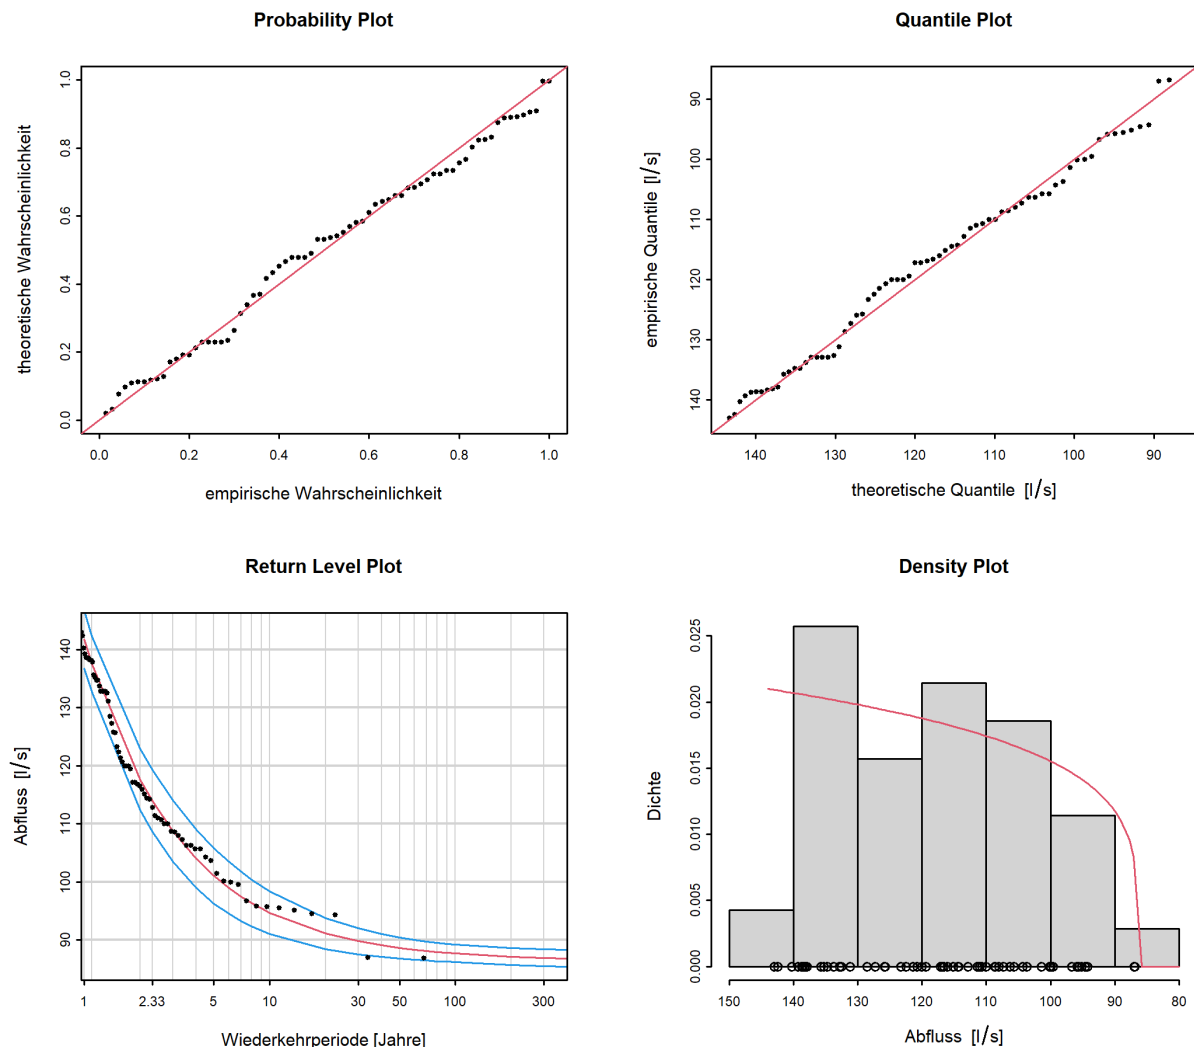 Probability Plot
theoretische Wahrscheinlichkeit
0.0 0.2 0.4 0.6 0.8 1.0
0.0 0.2 0.4 0.6 0.8 1.0
empirische Wahrscheinlichkeit
Quantile Plot
empirische Quantile [l/s]
90 100 110 120 130 140
140 130 120 110 100 90
theoretische Quantile [l/s]
Return Level Plot
Abfluss [l/s]
90 100 110 120 130 140
1 2.33 5 10 30 50 100 300
Wiederkehrperiode [Jahre]
Density Plot
Dichte
0.000 0.005 0.010 0.015 0.020 0.025
150 140 130 120 110 100 90 80
Abfluss [l/s]